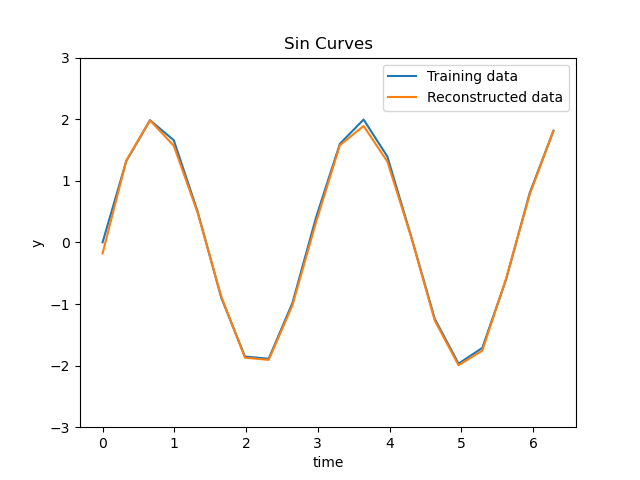 Sin Curves
Training data
Reconstructed data
3
2
1
0
−1
−2
−3
y
0 1 2 3 4 5 6
time